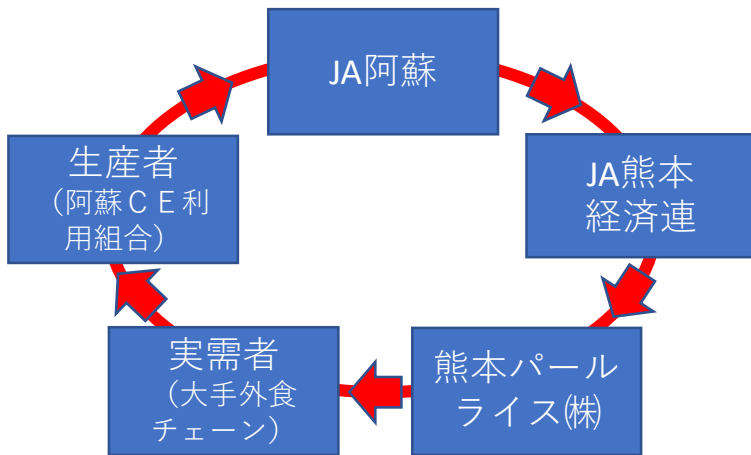 JA阿蘇
生産者
（阿蘇ＣＥ利
用組合）
JA熊本
経済連
実需者
（大手外食
チェーン）
熊本パール
ライス㈱